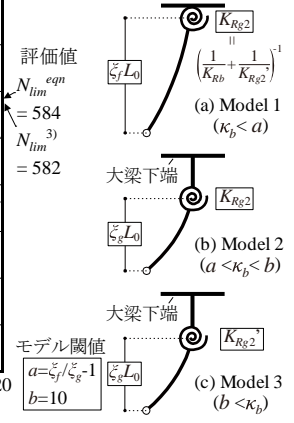 評価値
N_lim^eqn
= 584
N_lim^3)
= 582
20
モデル閾値
a=ξ_f/ξ_g-1
b=10
ξ_f L_0
K_Rg2
=
(1/K_Rb + 1/K_Rg2')^-1
(a) Model 1
(κ_b < a)
大梁下端
ξ_g L_0
K_Rg2
(b) Model 2
(a <κ_b < b)
大梁下端
ξ_g L_0
K_Rg2'
(c) Model 3
(b <κ_b)